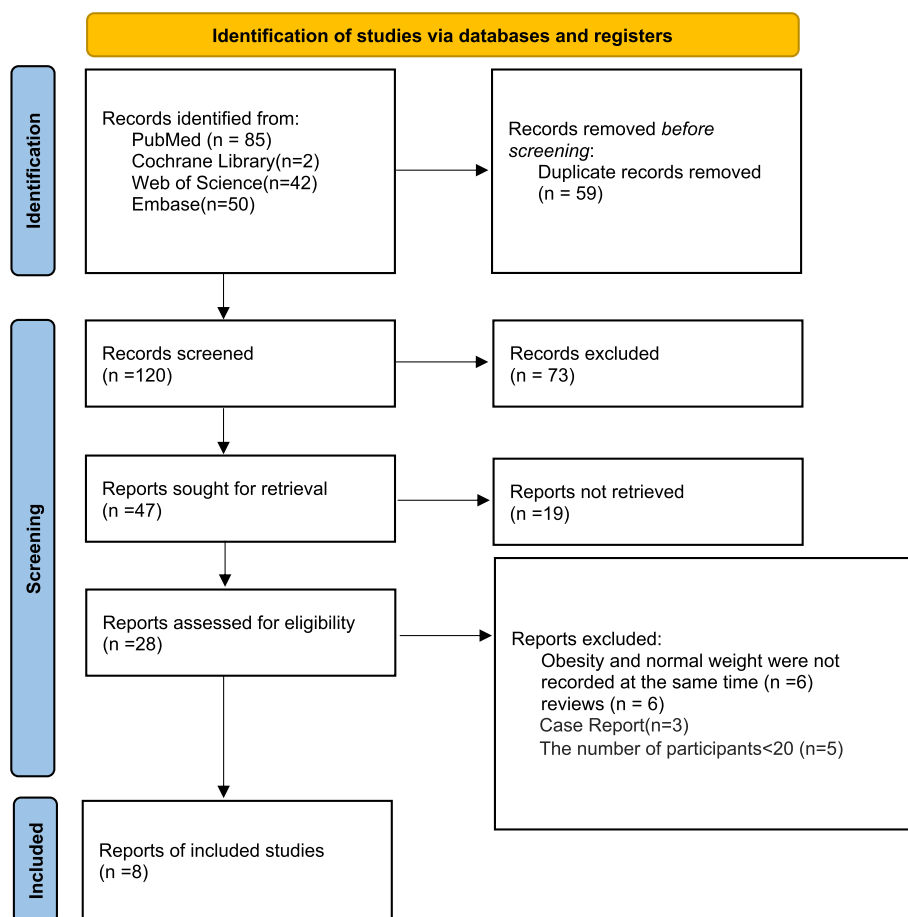 Identification of studies via databases and registers
Identification
Records identified from:
PubMed (n = 85)
Cochrane Library(n=2)
Web of Science(n=42)
Embase(n=50)
Records removed before
screening:
Duplicate records removed
(n = 59)
Screening
Records screened
(n =120)
Records excluded
(n = 73)
Reports sought for retrieval
(n =47)
Reports not retrieved
(n =19)
Reports assessed for eligibility
(n =28)
Reports excluded:
Obesity and normal weight were not
recorded at the same time (n =6)
reviews (n = 6)
Case Report(n=3)
The number of participants<20 (n=5)
Included
Reports of included studies
(n =8)